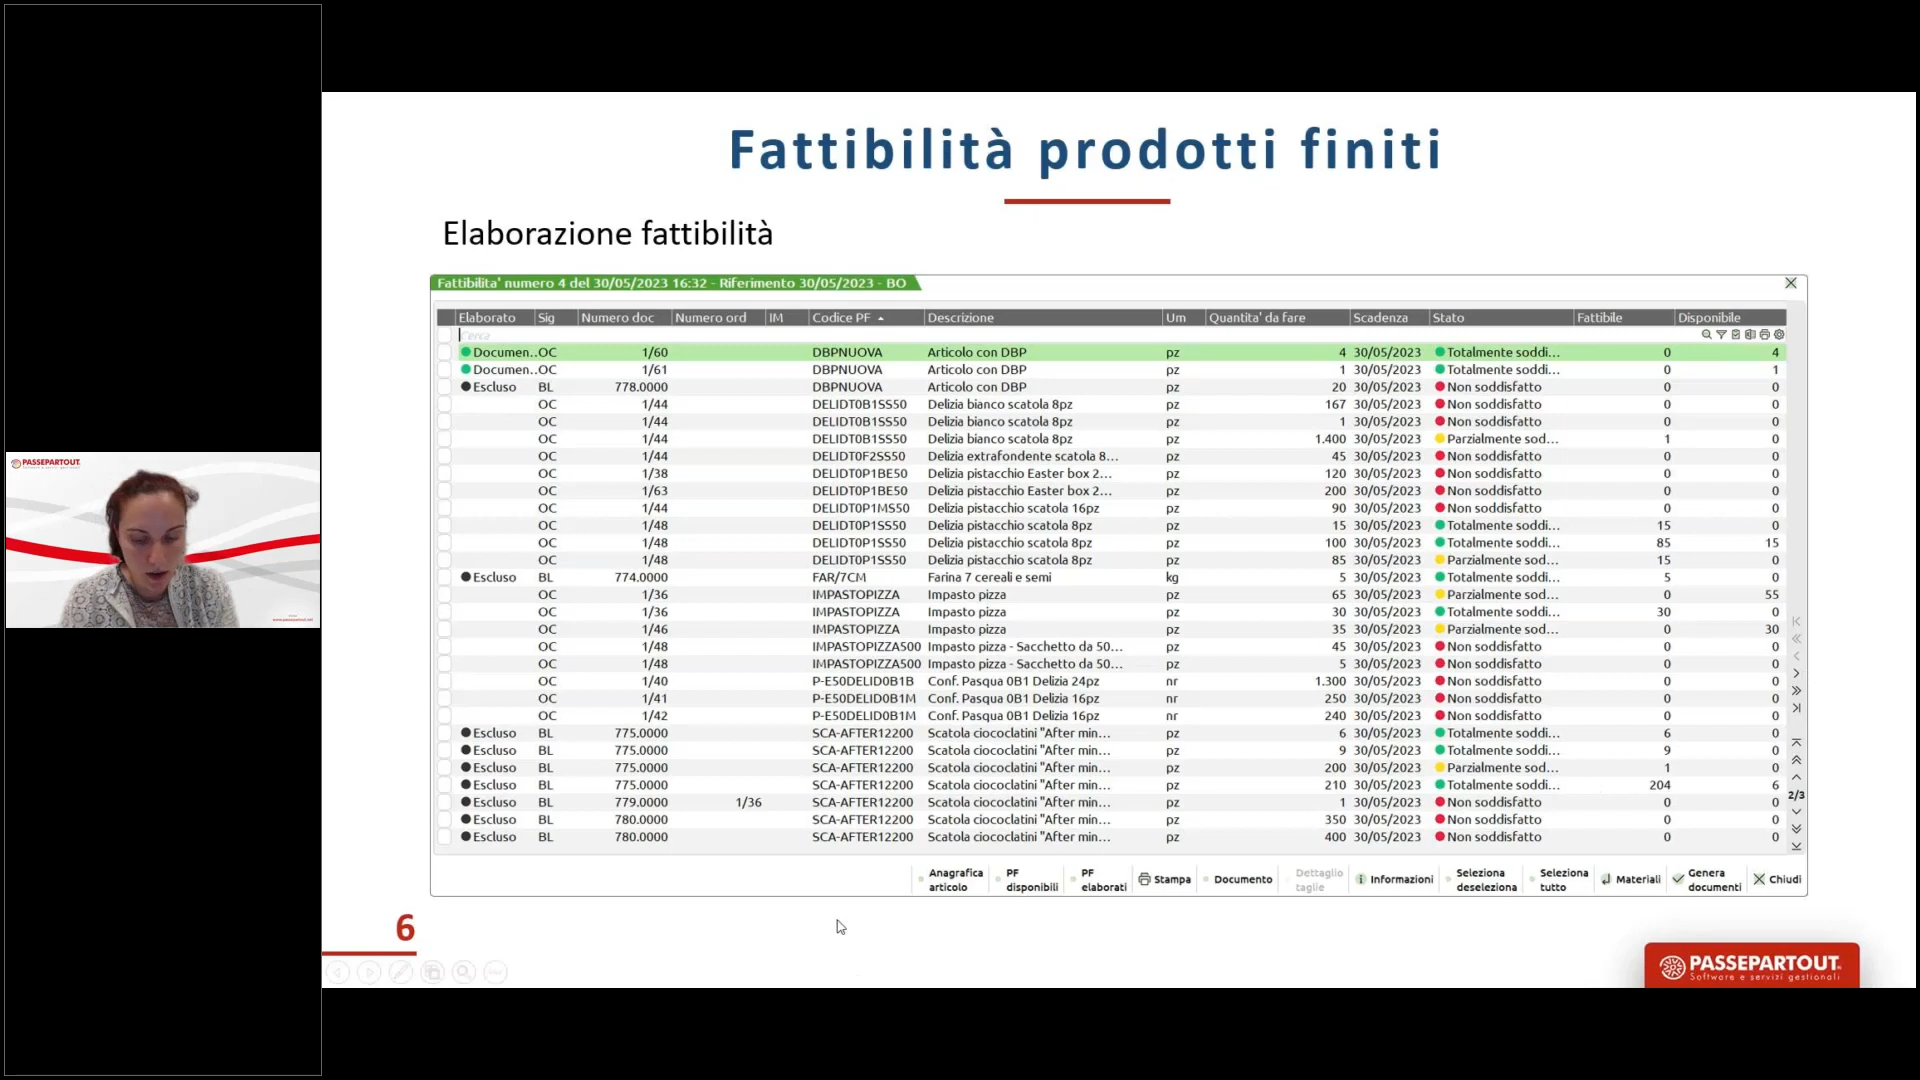 Fattibilità prodotti finiti
Elaborazione fattibilità
Fattibilita' numero 4 del 30/05/2023 16:32 - Riferimento 30/05/2023 - BO
Elaborato Sig Numero doc Numero ord IM Codice PF Descrizione Um Quantita' da fare Scadenza Stato Fattibile Disponibile
Cerca
Documen.. OC 1/60 DBPNUOVA Articolo con DBP pz 4 30/05/2023 Totalmente soddi... 0 4
Documen.. OC 1/61 DBPNUOVA Articolo con DBP pz 1 30/05/2023 Totalmente soddi... 0 1
Escluso BL 778.0000 DBPNUOVA Articolo con DBP pz 20 30/05/2023 Non soddisfatto 0 0
OC 1/44 DELIDT0B1SS50 Delizia bianco scatola 8pz pz 167 30/05/2023 Non soddisfatto 0 0
OC 1/44 DELIDT0B1SS50 Delizia bianco scatola 8pz pz 1 30/05/2023 Non soddisfatto 0 0
OC 1/44 DELIDT0B1SS50 Delizia bianco scatola 8pz pz 1.400 30/05/2023 Parzialmente sod... 1 0
OC 1/44 DELIDT0F2SS50 Delizia extrafondente scatola 8... pz 45 30/05/2023 Non soddisfatto 0 0
OC 1/38 DELIDT0P1BE50 Delizia pistacchio Easter box 2... pz 120 30/05/2023 Non soddisfatto 0 0
OC 1/63 DELIDT0P1BE50 Delizia pistacchio Easter box 2... pz 200 30/05/2023 Non soddisfatto 0 0
OC 1/44 DELIDT0P1MS50 Delizia pistacchio scatola 16pz pz 90 30/05/2023 Non soddisfatto 0 0
OC 1/48 DELIDT0P1SS50 Delizia pistacchio scatola 8pz pz 15 30/05/2023 Totalmente soddi... 15 0
OC 1/48 DELIDT0P1SS50 Delizia pistacchio scatola 8pz pz 100 30/05/2023 Totalmente soddi... 85 15
OC 1/48 DELIDT0P1SS50 Delizia pistacchio scatola 8pz pz 85 30/05/2023 Parzialmente sod... 15 0
Escluso BL 774.0000 FAR/7CM Farina 7 cereali e semi kg 5 30/05/2023 Totalmente soddi... 5 0
OC 1/36 IMPASTOPIZZA Impasto pizza pz 65 30/05/2023 Parzialmente sod... 0 55
OC 1/36 IMPASTOPIZZA Impasto pizza pz 30 30/05/2023 Totalmente soddi... 30 0
OC 1/46 IMPASTOPIZZA Impasto pizza pz 35 30/05/2023 Parzialmente sod... 0 30
OC 1/48 IMPASTOPIZZA500 Impasto pizza - Sacchetto da 50... pz 45 30/05/2023 Non soddisfatto 0 0
OC 1/48 IMPASTOPIZZA500 Impasto pizza - Sacchetto da 50... pz 5 30/05/2023 Non soddisfatto 0 0
OC 1/40 P-E50DELID0B1B Conf. Pasqua 0B1 Delizia 24pz nr 1.300 30/05/2023 Non soddisfatto 0 0
OC 1/41 P-E50DELID0B1M Conf. Pasqua 0B1 Delizia 16pz nr 250 30/05/2023 Non soddisfatto 0 0
OC 1/42 P-E50DELID0B1M Conf. Pasqua 0B1 Delizia 16pz nr 240 30/05/2023 Non soddisfatto 0 0
Escluso BL 775.0000 SCA-AFTER12200 Scatola ciococlatini "After min... pz 6 30/05/2023 Totalmente soddi... 6 0
Escluso BL 775.0000 SCA-AFTER12200 Scatola ciococlatini "After min... pz 9 30/05/2023 Totalmente soddi... 9 0
Escluso BL 775.0000 SCA-AFTER12200 Scatola ciococlatini "After min... pz 200 30/05/2023 Parzialmente sod... 1 0
Escluso BL 775.0000 SCA-AFTER12200 Scatola ciococlatini "After min... pz 210 30/05/2023 Totalmente soddi... 204 6
Escluso BL 779.0000 1/36 SCA-AFTER12200 Scatola ciococlatini "After min... pz 1 30/05/2023 Non soddisfatto 0 0
Escluso BL 780.0000 SCA-AFTER12200 Scatola ciococlatini "After min... pz 350 30/05/2023 Non soddisfatto 0 0
Escluso BL 780.0000 SCA-AFTER12200 Scatola ciococlatini "After min... pz 400 30/05/2023 Non soddisfatto 0 0
2/3
Anagrafica articolo PF disponibili PF elaborati Stampa Documento Dettaglio taglie Informazioni Seleziona deseleziona Seleziona tutto Materiali Genera documenti Chiudi
6
PASSEPARTOUT
Software e servizi gestionali
PASSEPARTOUT
www.passepartout.net